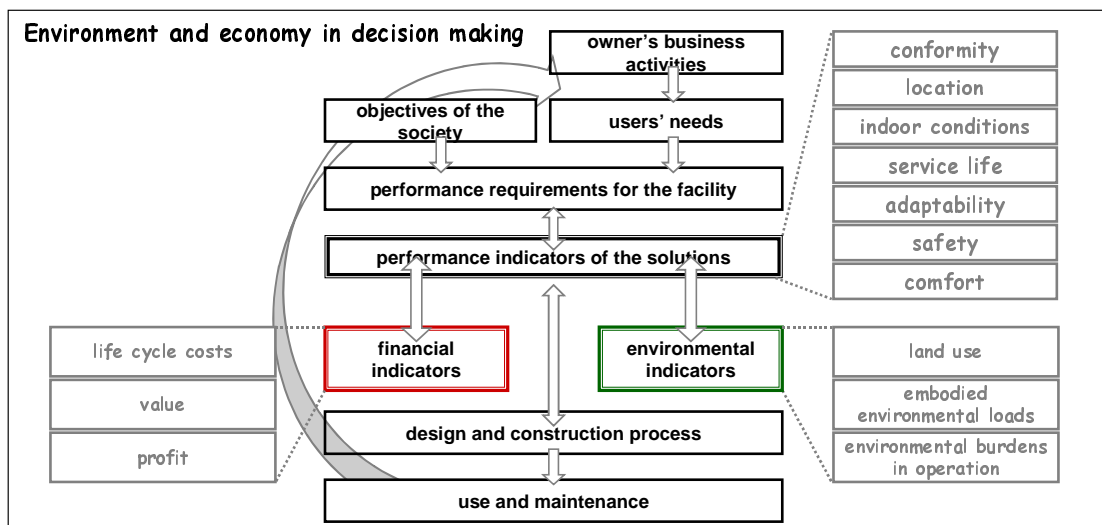 Environment and economy in decision making
owner's business
activities
objectives of the
society
users' needs
performance requirements for the facility
performance indicators of the solutions
conformity
location
indoor conditions
service life
adaptability
safety
comfort
life cycle costs
value
profit
financial
indicators
environmental
indicators
land use
embodied
environmental loads
environmental burdens
in operation
design and construction process
use and maintenance